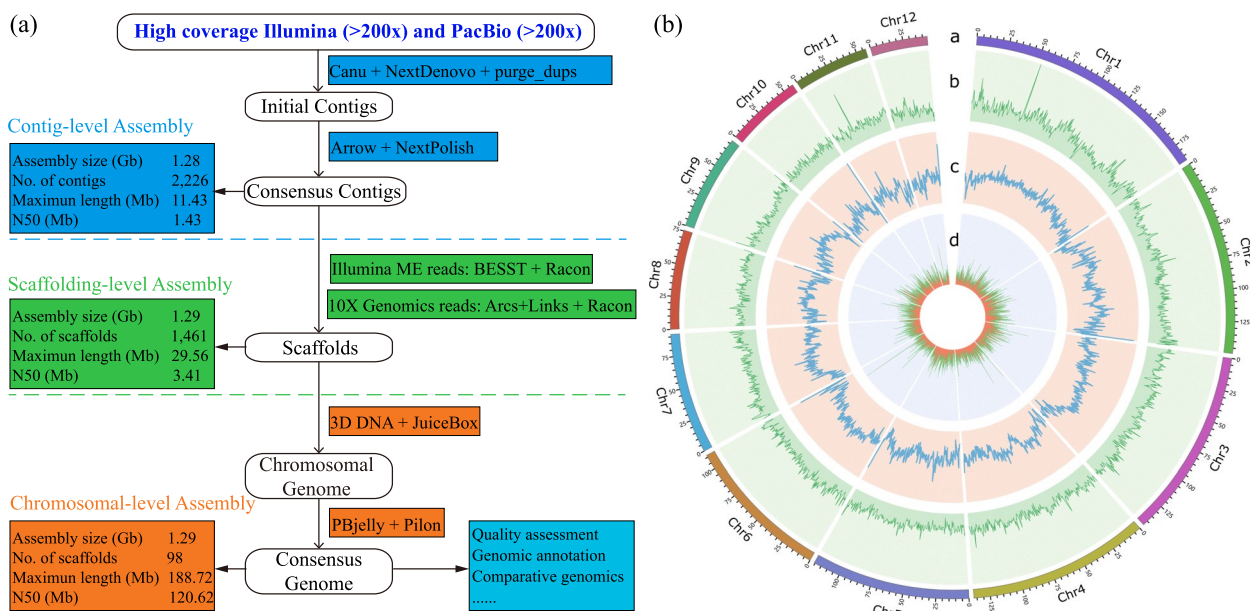 (a)
High coverage Illumina (>200x) and PacBio (>200x)
Canu + NextDenovo + purge_dups
Initial Contigs
Contig-level Assembly
Arrow + NextPolish
Assembly size (Gb) 1.28
No. of contigs 2,226
Maximun length (Mb) 11.43
N50 (Mb) 1.43
Consensus Contigs
Illumina ME reads: BESST + Racon
Scaffolding-level Assembly
10X Genomics reads: Arcs+Links + Racon
Assembly size (Gb) 1.29
No. of scaffolds 1,461
Maximun length (Mb) 29.56
N50 (Mb) 3.41
Scaffolds
3D DNA + JuiceBox
Chromosomal
Genome
Chromosomal-level Assembly
PBjelly + Pilon
Assembly size (Gb) 1.29
No. of scaffolds 98
Maximun length (Mb) 188.72
N50 (Mb) 120.62
Consensus
Genome
Quality assessment
Genomic annotation
Comparative genomics
......
(b)
a
b
c
d
Chr1
Chr2
Chr3
Chr4
Chr6
Chr7
Chr8
Chr9
Chr10
Chr11
Chr12